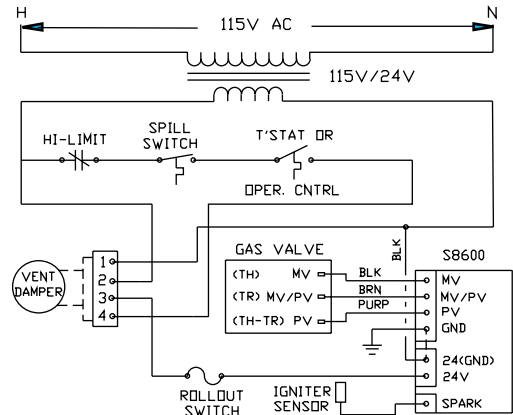 H
115V AC
N
115V/24V
HI-LIMIT
SPILL
SWITCH
T'STAT OR
OPER. CNTRL
VENT
DAMPER
1
2
3
4
GAS VALVE
(TH) MV
(TR) MV/PV
(TH-TR) PV
BLK
BRN
PURP
BLK
S8600
MV
MV/PV
PV
GND
24(GND)
24V
SPARK
ROLLOUT
SWITCH
IGNITER
SENSOR